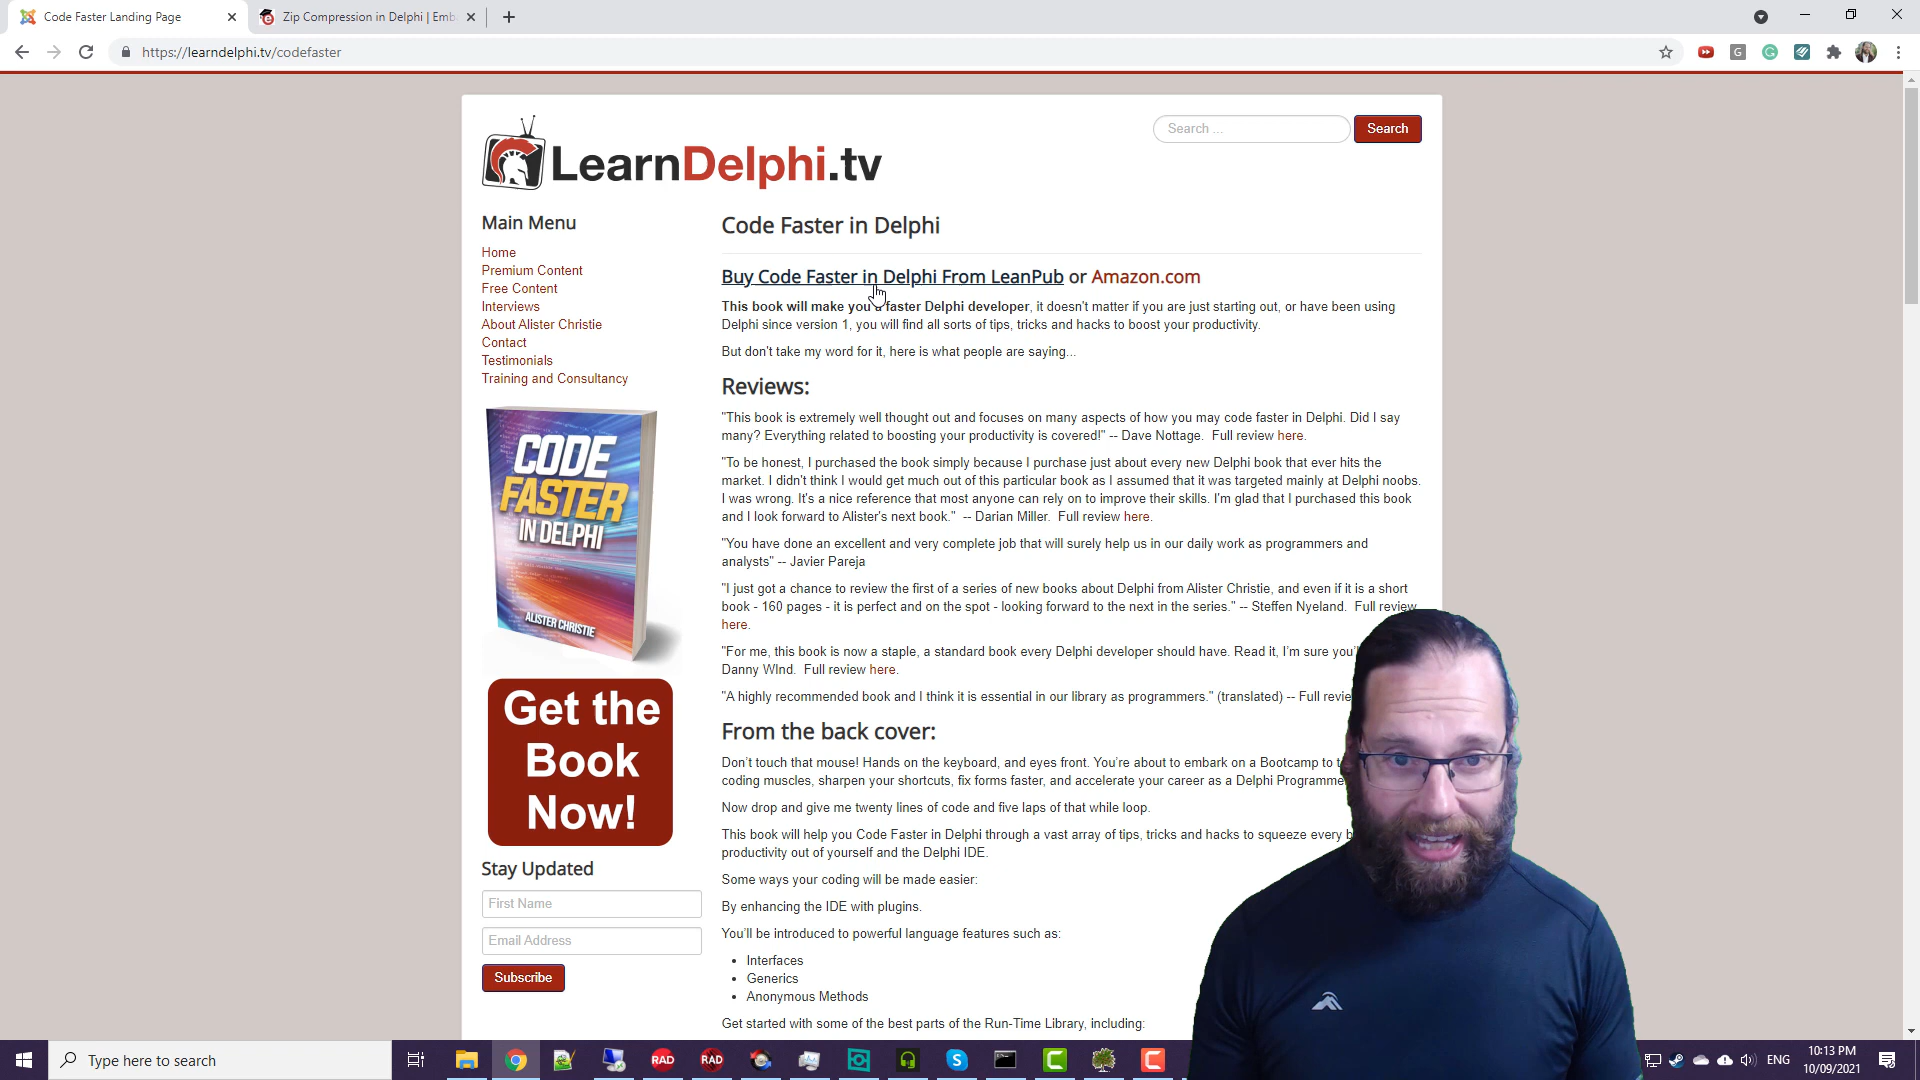 Code Faster Landing Page
Zip Compression in Delphi | Emb
https://learndelphi.tv/codefaster
LearnDelphi.tv
Search ...
Search
Main Menu
Home
Premium Content
Free Content
Interviews
About Alister Christie
Contact
Testimonials
Training and Consultancy
CODE
FASTER
IN DELPHI
ALISTER CHRISTIE
Get the
Book
Now!
Stay Updated
First Name
Email Address
Subscribe
Code Faster in Delphi
Buy Code Faster in Delphi From LeanPub or Amazon.com
This book will make you a faster Delphi developer, it doesn't matter if you are just starting out, or have been using
Delphi since version 1, you will find all sorts of tips, tricks and hacks to boost your productivity.
But don't take my word for it, here is what people are saying...
Reviews:
"This book is extremely well thought out and focuses on many aspects of how you may code faster in Delphi. Did I say
many? Everything related to boosting your productivity is covered!" -- Dave Nottage. Full review here.
"To be honest, I purchased the book simply because I purchase just about every new Delphi book that ever hits the
market. I didn't think I would get much out of this particular book as I assumed that it was targeted mainly at Delphi noobs.
I was wrong. It's a nice reference that most anyone can rely on to improve their skills. I'm glad that I purchased this book
and I look forward to Alister's next book." -- Darian Miller. Full review here.
"You have done an excellent and very complete job that will surely help us in our daily work as programmers and
analysts" -- Javier Pareja
"I just got a chance to review the first of a series of new books about Delphi from Alister Christie, and even if it is a short
book - 160 pages - it is perfect and on the spot - looking forward to the next in the series." -- Steffen Nyeland. Full review
here.
"For me, this book is now a staple, a standard book every Delphi developer should have. Read it, I'm sure you'
Danny WInd. Full review here.
"A highly recommended book and I think it is essential in our library as programmers." (translated) -- Full revie
From the back cover:
Don't touch that mouse! Hands on the keyboard, and eyes front. You're about to embark on a Bootcamp to t
coding muscles, sharpen your shortcuts, fix forms faster, and accelerate your career as a Delphi Programme
Now drop and give me twenty lines of code and five laps of that while loop.
This book will help you Code Faster in Delphi through a vast array of tips, tricks and hacks to squeeze every b
productivity out of yourself and the Delphi IDE.
Some ways your coding will be made easier:
By enhancing the IDE with plugins.
You'll be introduced to powerful language features such as:
• Interfaces
• Generics
• Anonymous Methods
Get started with some of the best parts of the Run-Time Library, including:
Type here to search
RAD
RAD
ENG
10:13 PM
10/09/2021